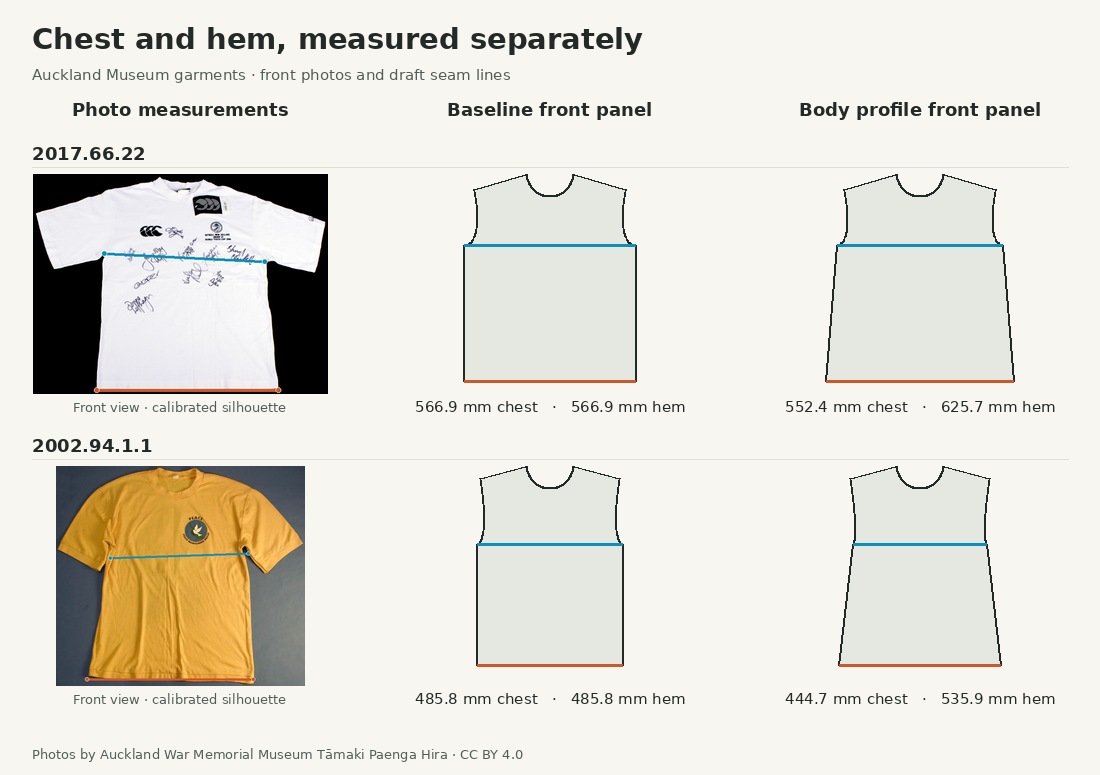 Chest and hem, measured separately
Auckland Museum garments · front photos and draft seam lines
Photo measurements
Baseline front panel
Body profile front panel
2017.66.22
Front view · calibrated silhouette
566.9 mm chest · 566.9 mm hem
552.4 mm chest · 625.7 mm hem
2002.94.1.1
PEACE
Front view · calibrated silhouette
485.8 mm chest · 485.8 mm hem
444.7 mm chest · 535.9 mm hem
Photos by Auckland War Memorial Museum Tāmaki Paenga Hira · CC BY 4.0